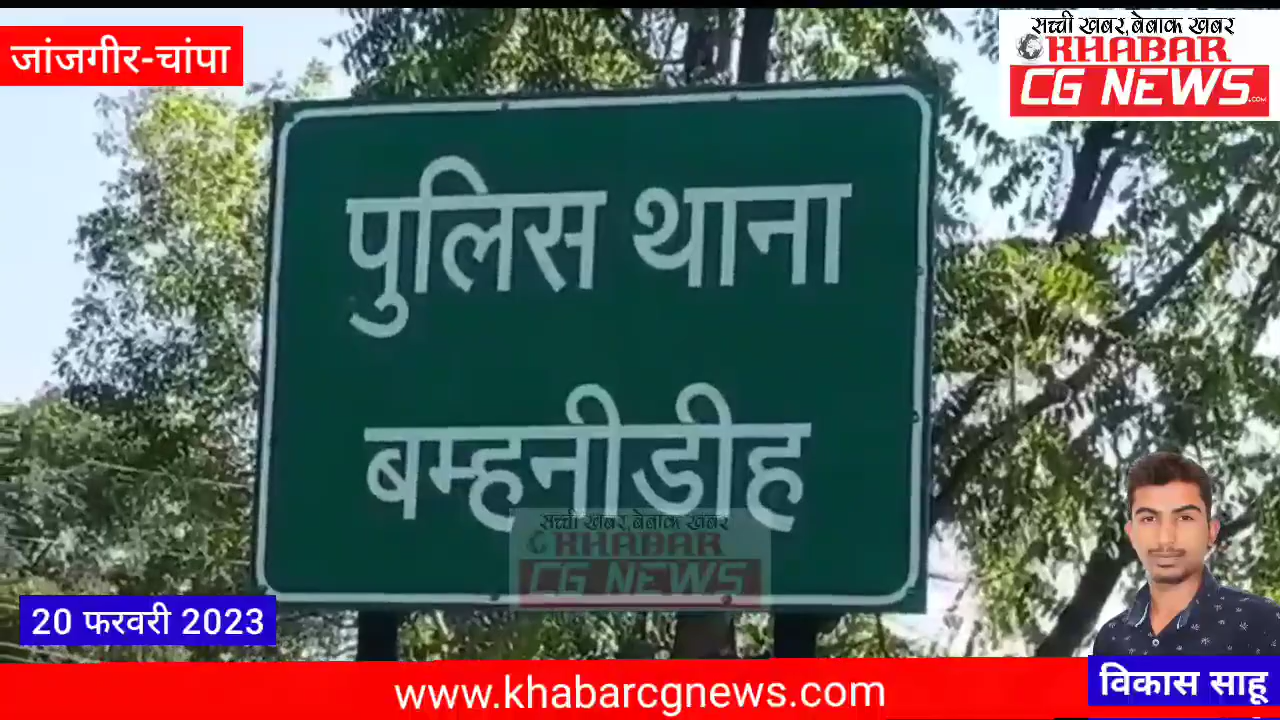 जांजगीर-चांपा
सच्ची खबर,बेबाक खबर
KHABAR
CG NEWS.com
पुलिस थाना
बम्हनीडीह
सच्ची खबर,बेबाक खबर
KHABAR
CG NEWS
20 फरवरी 2023
विकास साहू
www.khabarcgnews.com